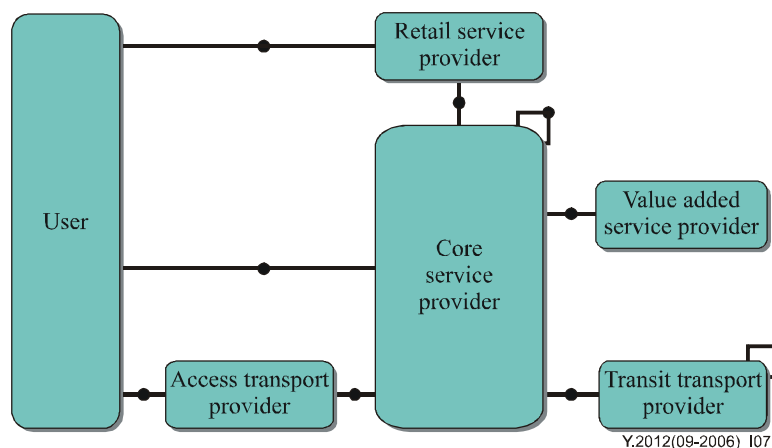 Retail service
provider
User
Value added
service provider
Core
service
provider
Access transport
provider
Transit transport
provider
Y.2012(09-2006)_I07